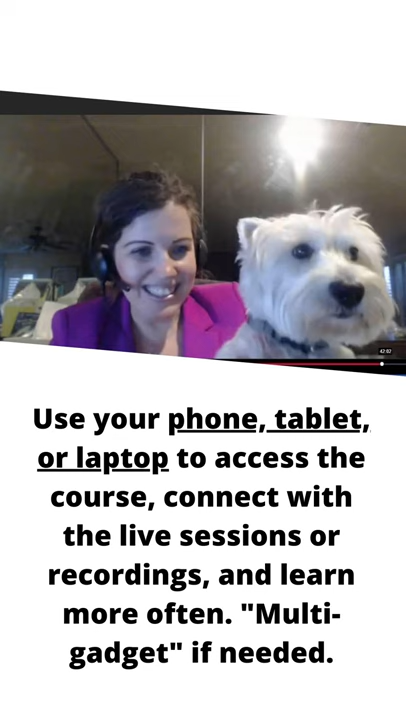 42:02
Use your phone, tablet,
or laptop to access the
course, connect with
the live sessions or
recordings, and learn
more often. "Multi-
gadget" if needed.